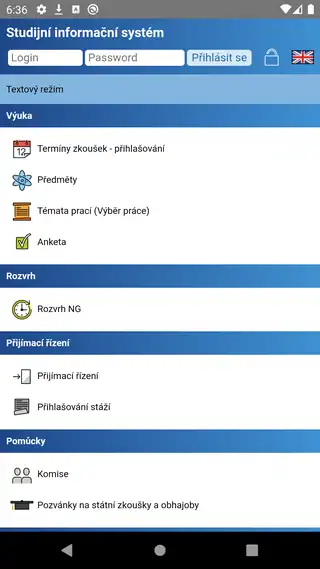 6:36
Studijní informační systém
Login
Password
Přihlásit se
Textový režim
Výuka
12
Termíny zkoušek - přihlašování
Předměty
Témata prací (Výběr práce)
Anketa
Rozvrh
Rozvrh NG
Přijímací řízení
Přijímací řízení
Přihlašování stáží
Pomůcky
Komise
Pozvánky na státní zkoušky a obhajoby